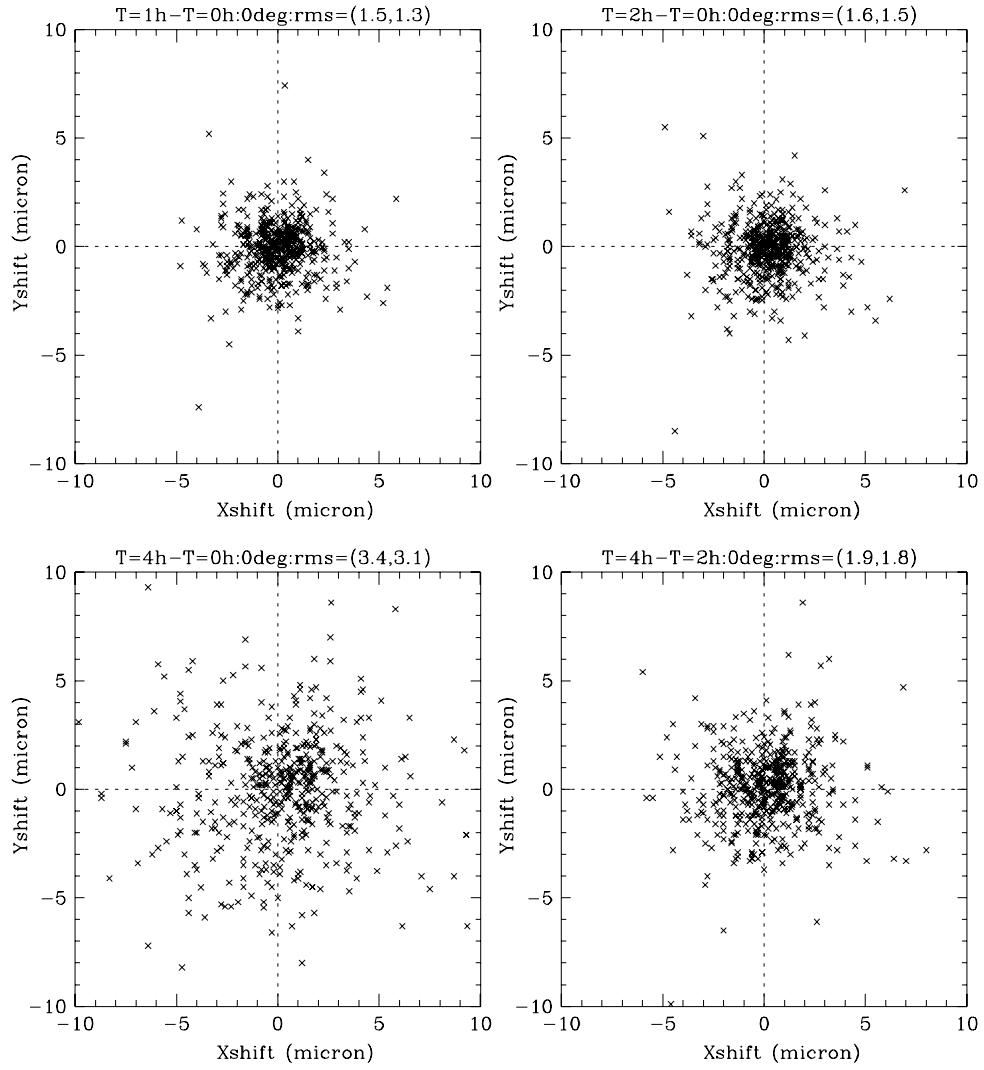 T=1h−T=0h:0deg:rms=(1.5,1.3)
10
5
0
−5
−10
−10 −5 0 5 10
Xshift (micron)
Yshift (micron)
T=2h−T=0h:0deg:rms=(1.6,1.5)
10
5
0
−5
−10
−10 −5 0 5 10
Xshift (micron)
Yshift (micron)
T=4h−T=0h:0deg:rms=(3.4,3.1)
10
5
0
−5
−10
−10 −5 0 5 10
Xshift (micron)
Yshift (micron)
T=4h−T=2h:0deg:rms=(1.9,1.8)
10
5
0
−5
−10
−10 −5 0 5 10
Xshift (micron)
Yshift (micron)